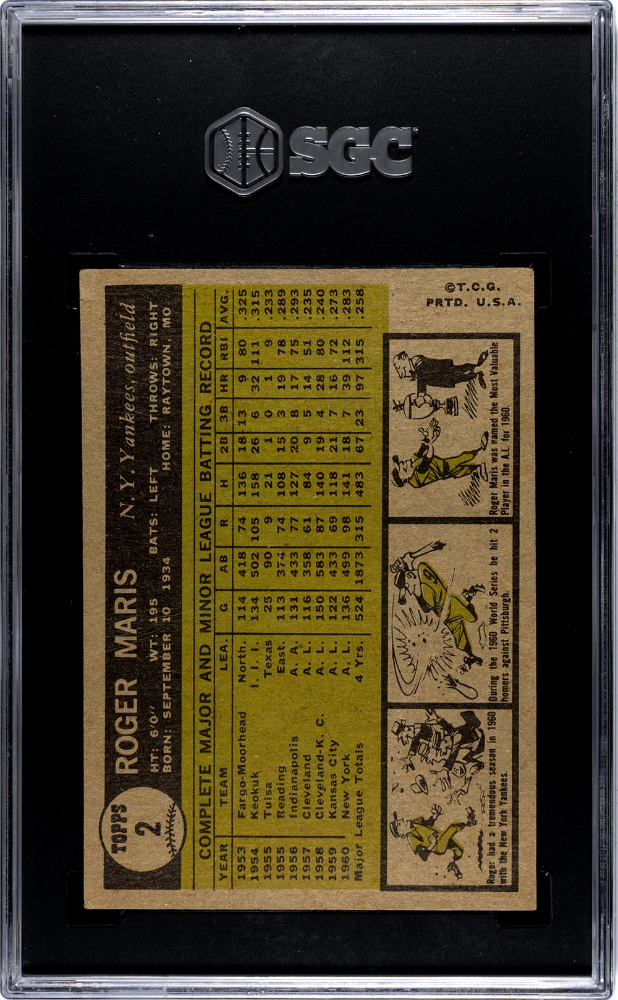 SGC
TOPPS
2
ROGER MARIS N.Y. Yankees, outfield
HT: 6'0" WT: 195 BATS: LEFT THROWS: RIGHT
BORN: SEPTEMBER 10 1934 HOME: RAYTOWN, MO
COMPLETE MAJOR AND MINOR LEAGUE BATTING RECORD
YEAR TEAM LEA. G AB R H 2B 3B HR RBI AVG.
1953 Fargo-Moorhead North. 114 418 74 136 18 13 9 80 .325
1954 Keokuk I. I. I. 134 502 105 158 26 6 32 111 .315
1955 Tulsa Texas 25 90 9 21 1 0 1 9 .233
1955 Reading East. 113 374 74 108 15 3 19 78 .289
1956 Indianapolis A. A. 131 433 77 127 20 8 17 75 .293
1957 Cleveland A. L. 116 358 61 84 9 5 14 51 .235
1958 Cleveland-K. C. A. L. 150 583 87 140 19 4 28 80 .240
1959 Kansas City A. L. 122 433 69 118 21 7 16 72 .273
1960 New York A. L. 136 499 98 141 18 7 39 112 .283
Major League Totals 4 Yrs. 524 1873 315 483 67 23 97 315 .258
Roger had a tremendous season in 1960
with the New York Yankees.
9
During the 1960 World Series he hit 2
homers against Pittsburgh.
Roger Maris was named the Most Valuable
Player in the A.L. for 1960.
©T.C.G.
PRTD. U.S.A.